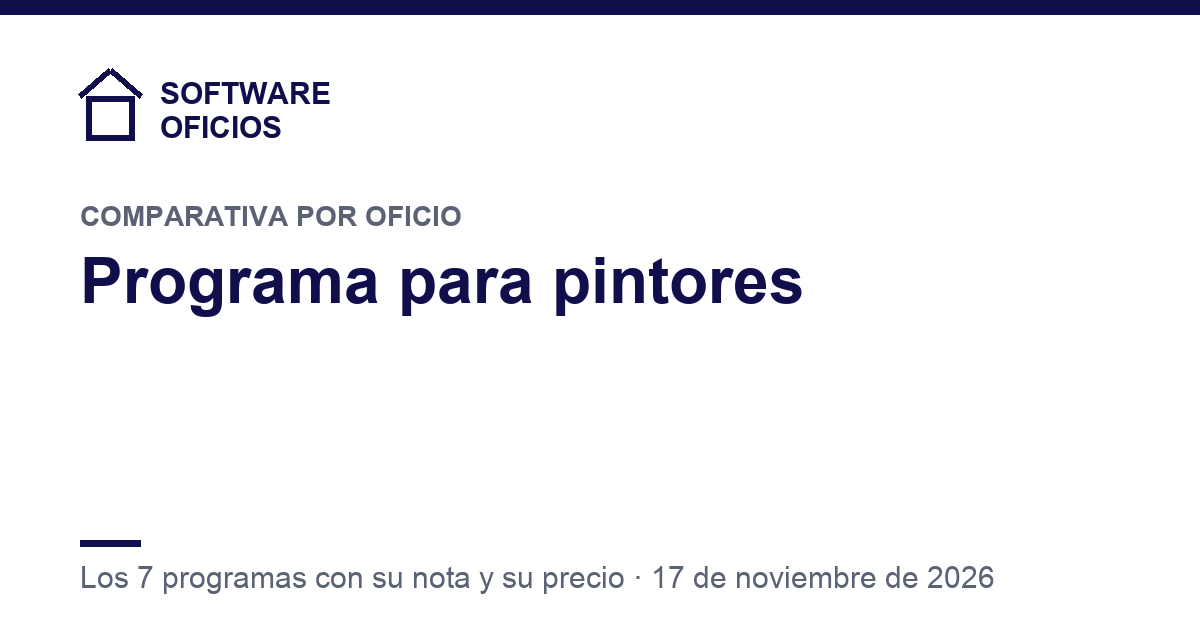 SOFTWARE
OFICIOS
COMPARATIVA POR OFICIO
Programa para pintores
Los 7 programas con su nota y su precio · 17 de noviembre de 2026